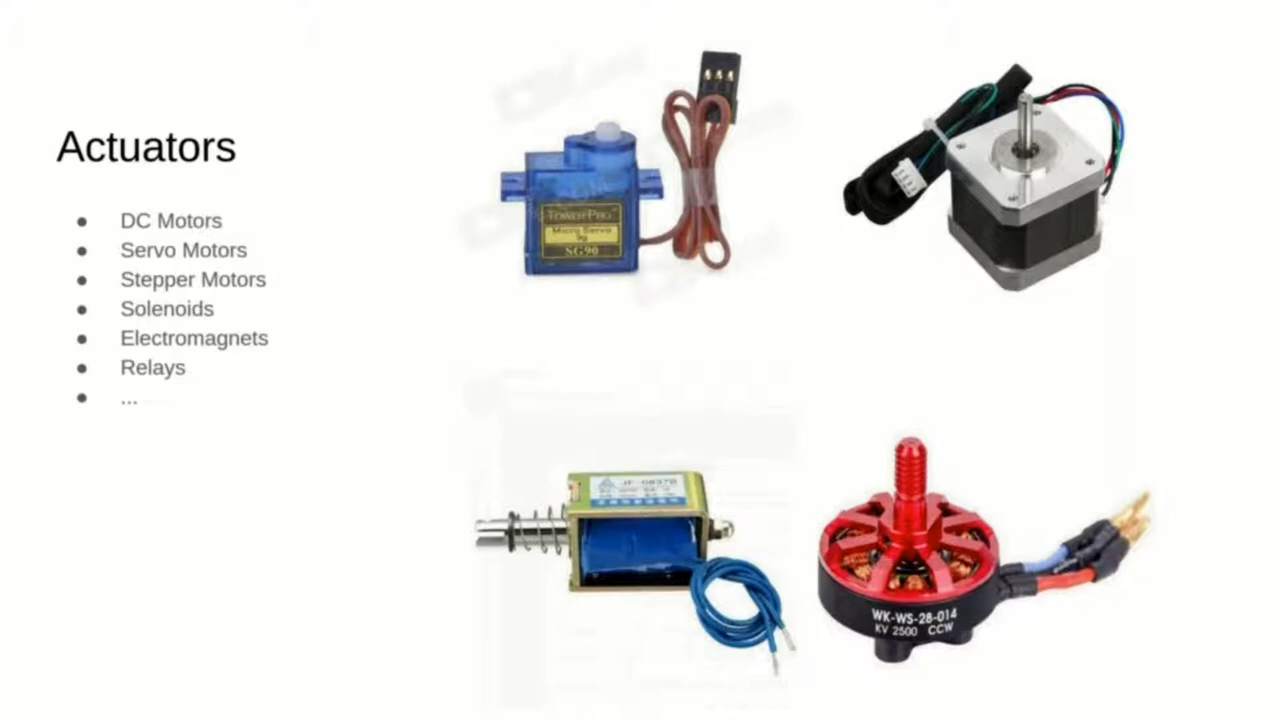 Actuators
● DC Motors
● Servo Motors
● Stepper Motors
● Solenoids
● Electromagnets
● Relays
● ...
TOWERPRO
Micro Servo
9g
SG90
WK-WS-28-014
KV 2500 CCW